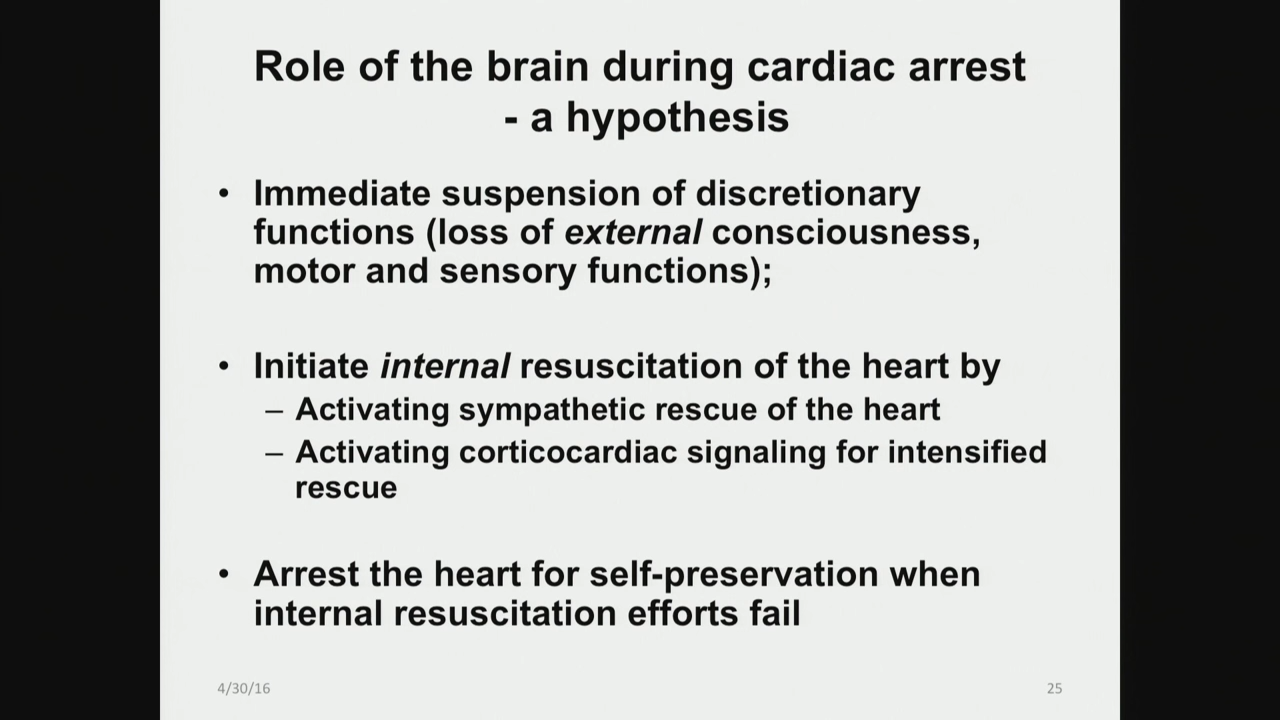 Role of the brain during cardiac arrest
- a hypothesis
• Immediate suspension of discretionary
functions (loss of external consciousness,
motor and sensory functions);
• Initiate internal resuscitation of the heart by
– Activating sympathetic rescue of the heart
– Activating corticocardiac signaling for intensified
rescue
• Arrest the heart for self-preservation when
internal resuscitation efforts fail
4/30/16
25